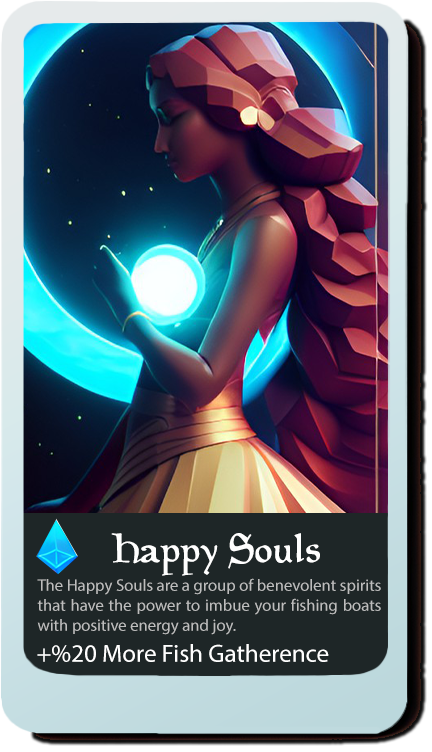 Happy Souls
The Happy Souls are a group of benevolent spirits
that have the power to imbue your fishing boats
with positive energy and joy.
+%20 More Fish Gatherence